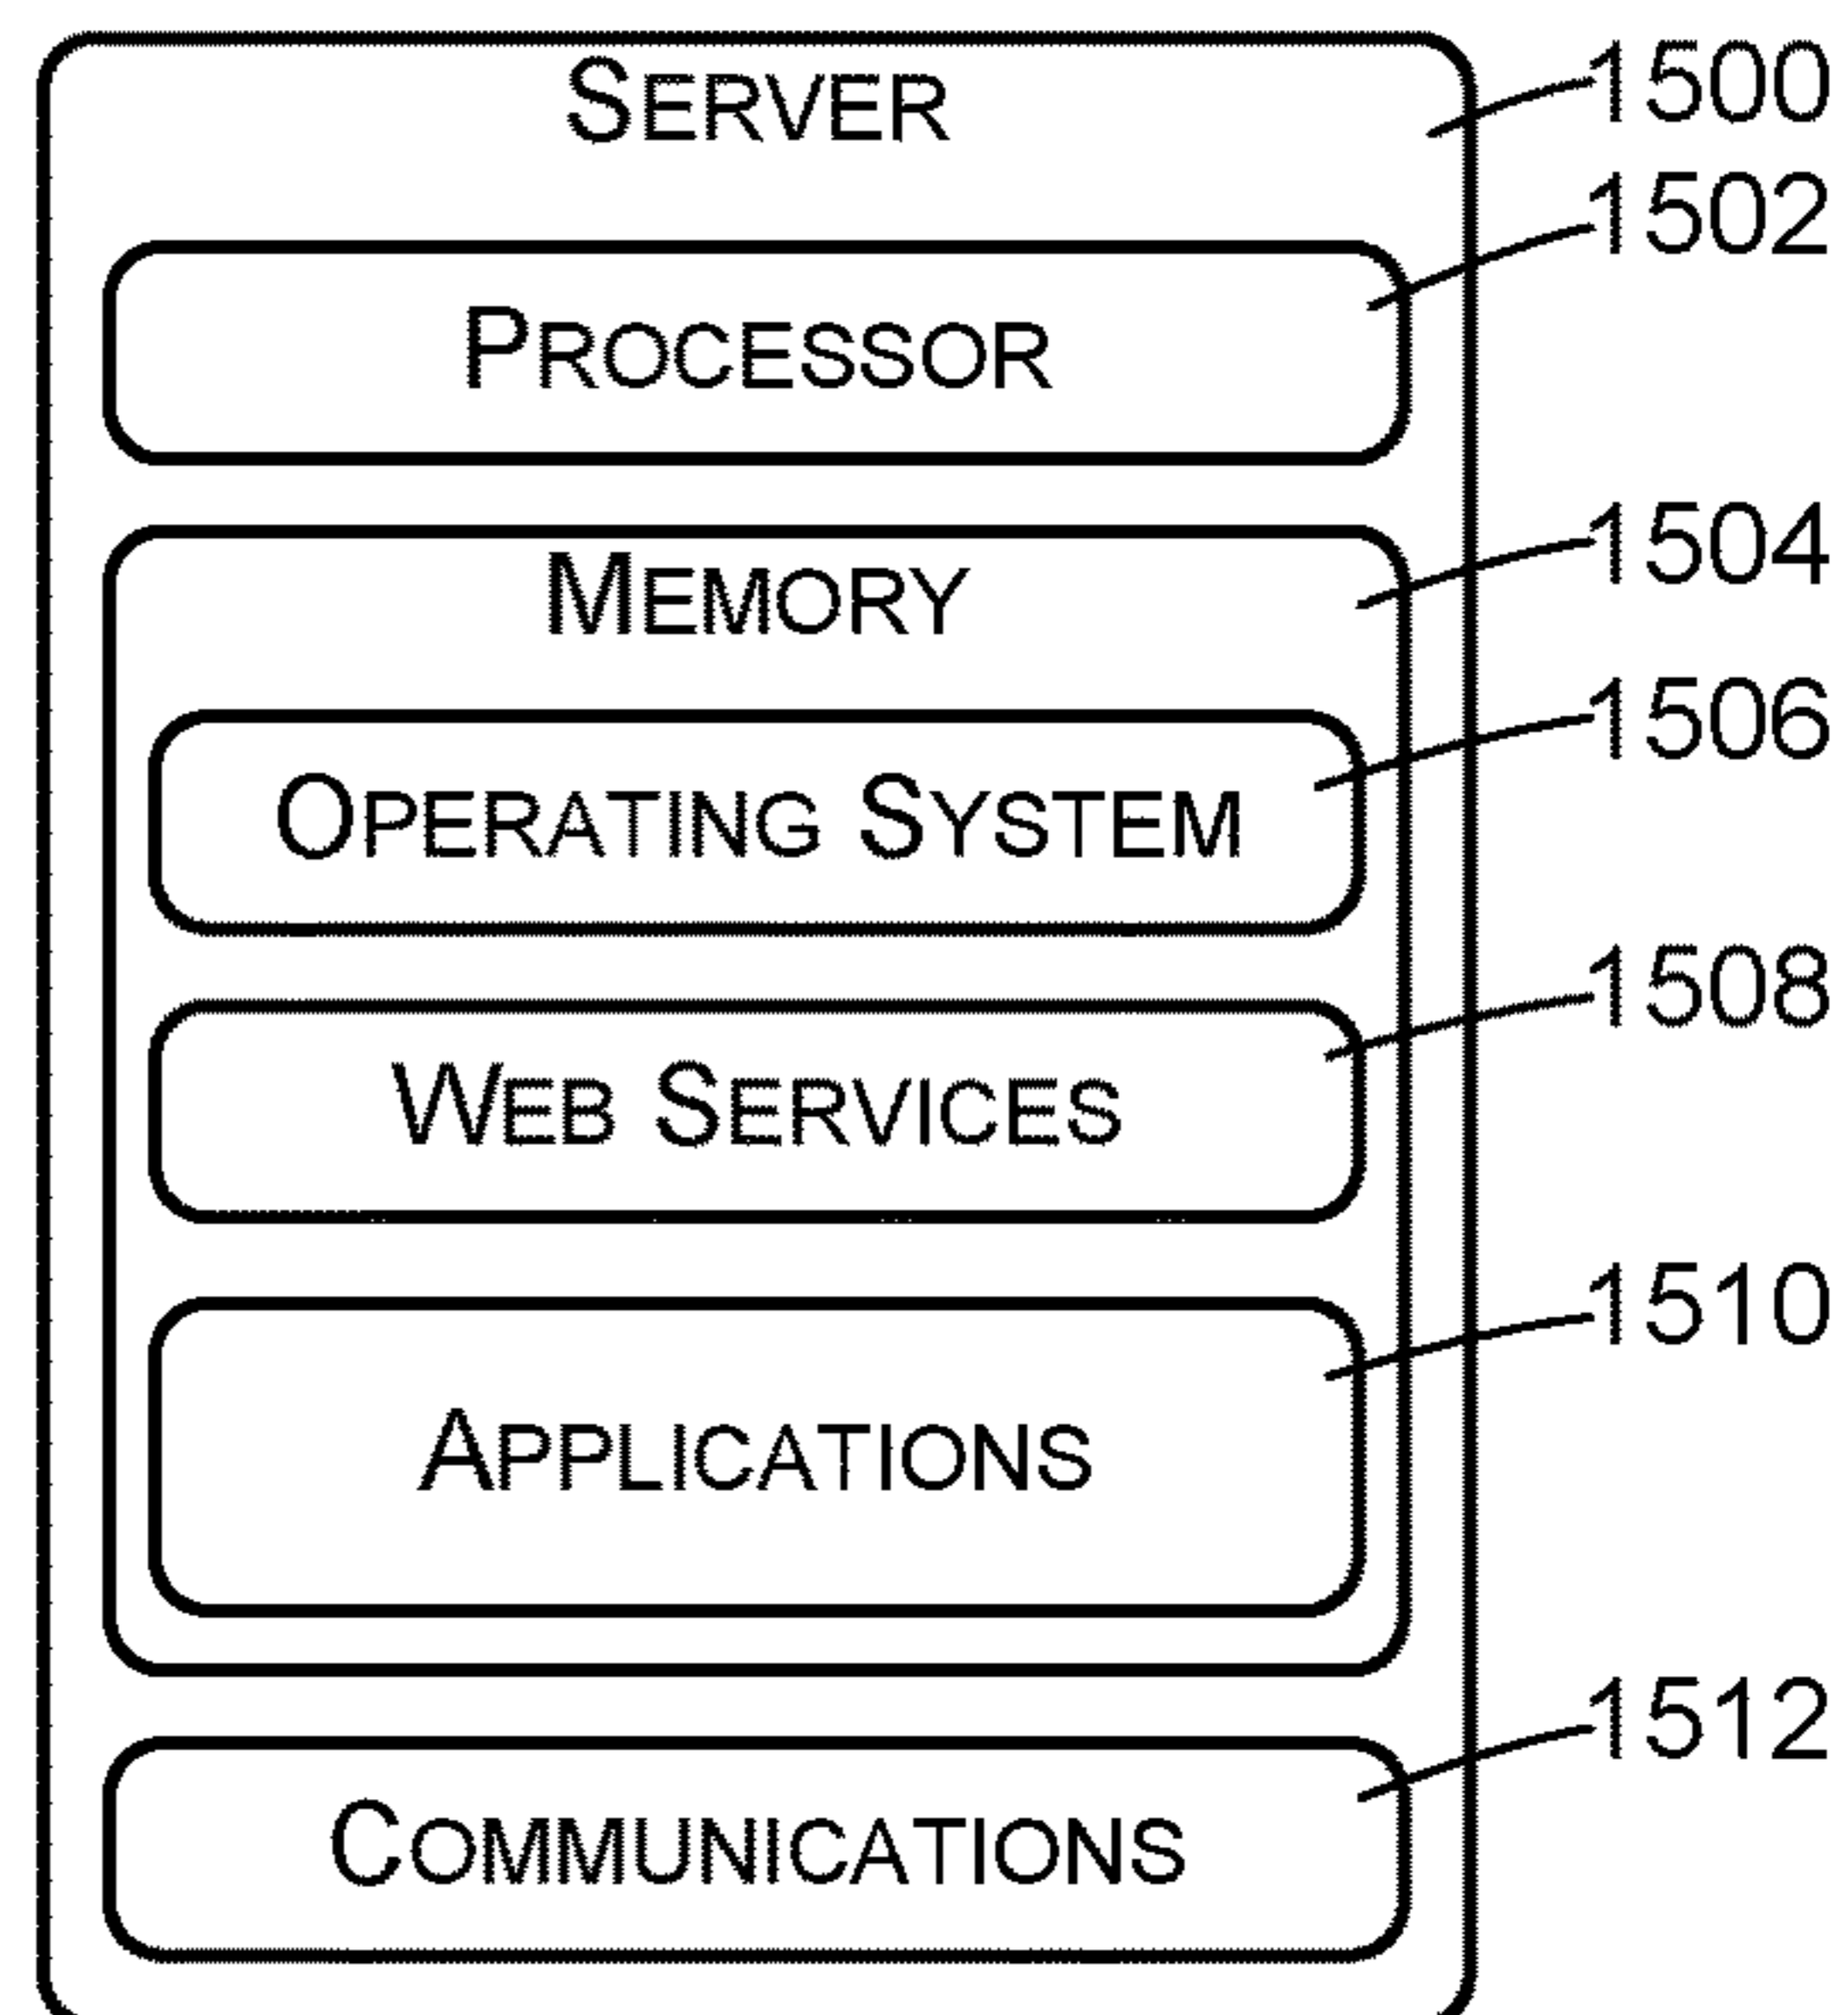 SERVER
1500
1502
PROCESSOR
1504
MEMORY
1506
OPERATING SYSTEM
1508
WEB SERVICES
1510
APPLICATIONS
1512
COMMUNICATIONS